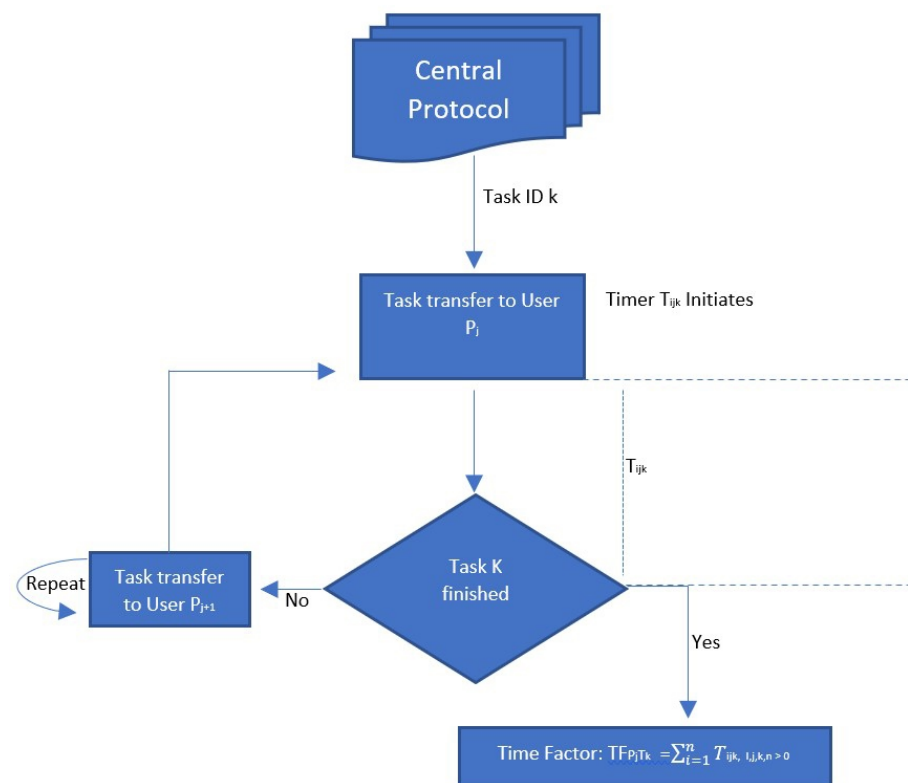 Central
Protocol
Task ID k
Task transfer to User
Pj
Timer Tijk Initiates
Tijk
Task K
finished
Repeat
Task transfer
to User Pj+1
No
Yes
Time Factor: TFPjTk =∑ⁿᵢ₌₁ Tijk, I,j,k,n > 0